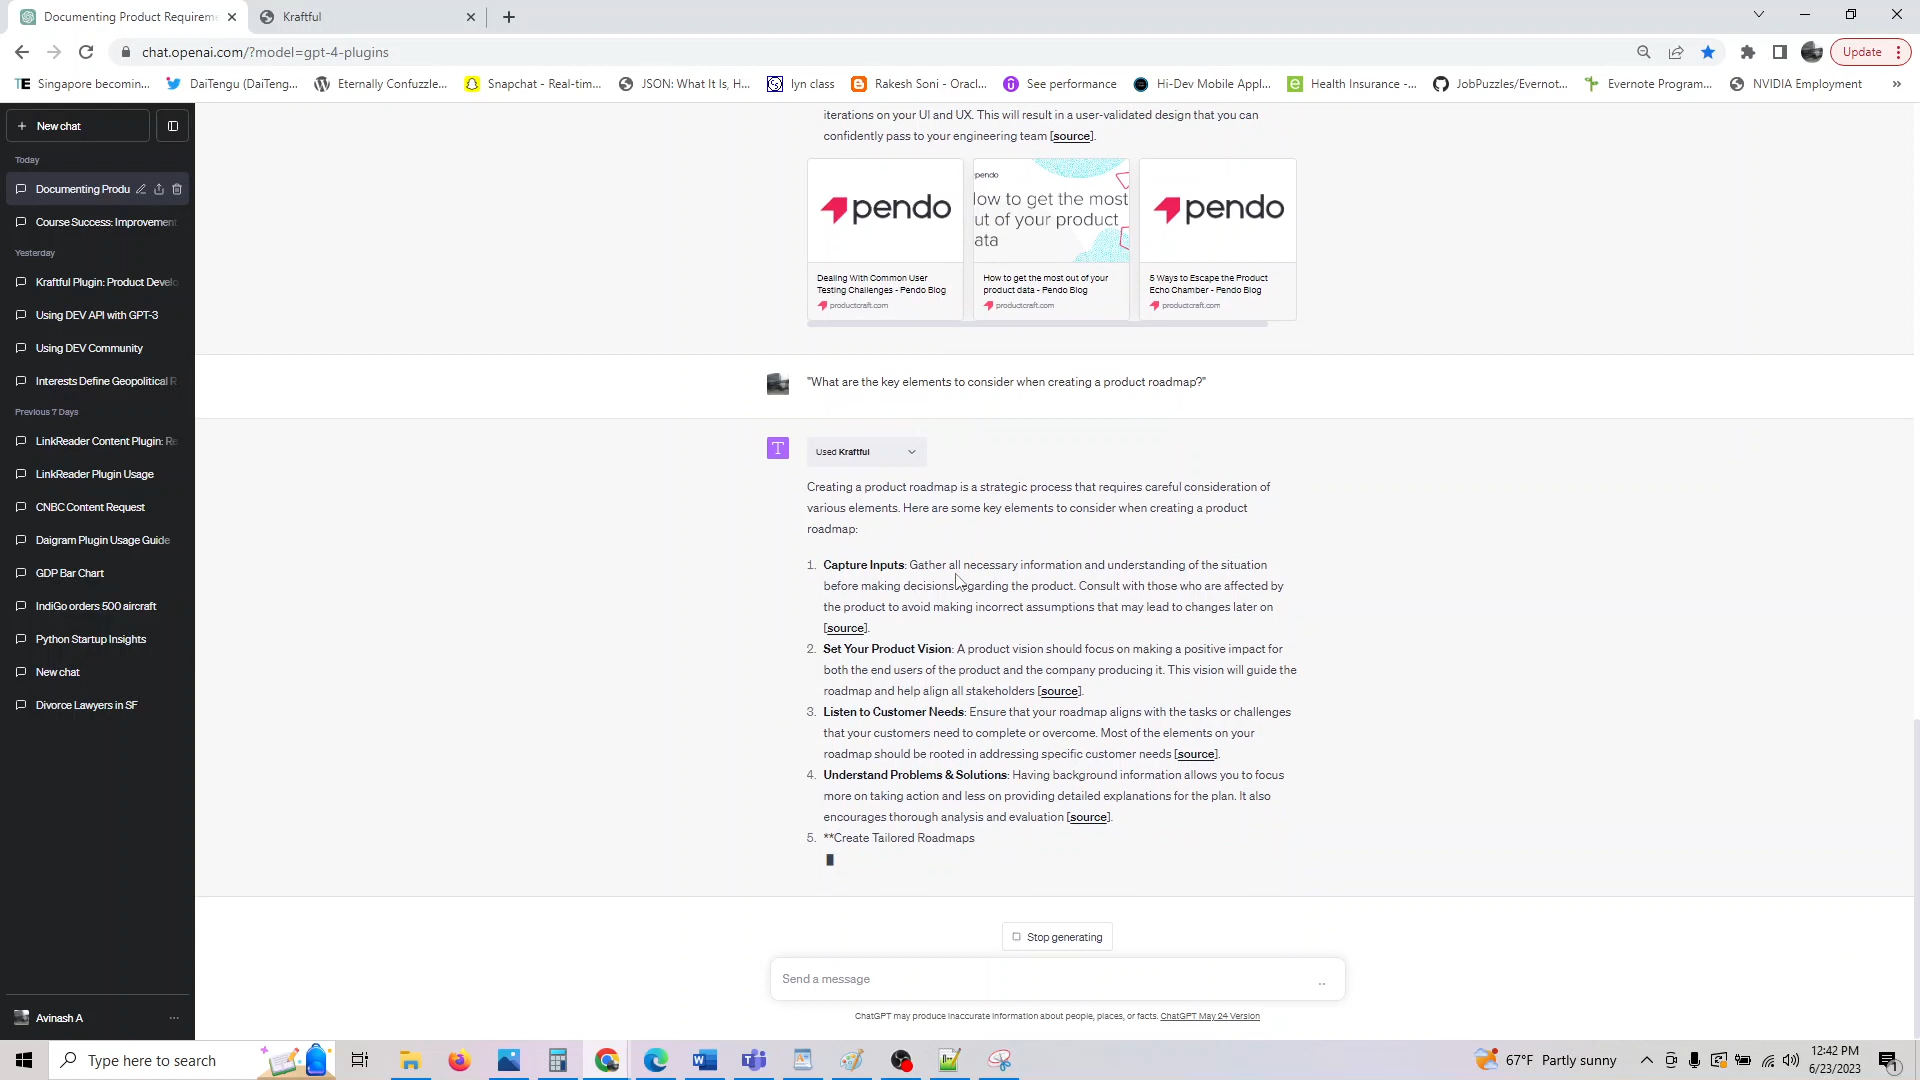 Documenting Product Requireme
Kraftful
chat.openai.com/?model=gpt-4-plugins
Update
Singapore becomin...
DaiTengu (DaiTeng...
Eternally Confuzzle...
Snapchat - Real-tim...
JSON: What It Is, H...
lyn class
Rakesh Soni - Oracl...
See performance
Hi-Dev Mobile Appl...
Health Insurance -...
JobPuzzles/Evernot...
Evernote Program...
NVIDIA Employment
New chat
Today
Documenting Produ
Course Success: Improvement
Yesterday
Kraftful Plugin: Product Develo
Using DEV API with GPT-3
Using DEV Community
Interests Define Geopolitical R
Previous 7 Days
LinkReader Content Plugin: Re
LinkReader Plugin Usage
CNBC Content Request
Daigram Plugin Usage Guide
GDP Bar Chart
IndiGo orders 500 aircraft
Python Startup Insights
New chat
Divorce Lawyers in SF
Avinash A
iterations on your UI and UX. This will result in a user-validated design that you can
confidently pass to your engineering team [source].
pendo
pendo
low to get the most
ut of your product
ata
pendo
Dealing With Common User
Testing Challenges - Pendo Blog
productcraft.com
How to get the most out of your
product data - Pendo Blog
productcraft.com
5 Ways to Escape the Product
Echo Chamber - Pendo Blog
productcraft.com
"What are the key elements to consider when creating a product roadmap?"
T
Used Kraftful
Creating a product roadmap is a strategic process that requires careful consideration of
various elements. Here are some key elements to consider when creating a product
roadmap:
1. Capture Inputs: Gather all necessary information and understanding of the situation
before making decisions regarding the product. Consult with those who are affected by
the product to avoid making incorrect assumptions that may lead to changes later on
[source].
2. Set Your Product Vision: A product vision should focus on making a positive impact for
both the end users of the product and the company producing it. This vision will guide the
roadmap and help align all stakeholders [source].
3. Listen to Customer Needs: Ensure that your roadmap aligns with the tasks or challenges
that your customers need to complete or overcome. Most of the elements on your
roadmap should be rooted in addressing specific customer needs [source].
4. Understand Problems & Solutions: Having background information allows you to focus
more on taking action and less on providing detailed explanations for the plan. It also
encourages thorough analysis and evaluation [source].
5. **Create Tailored Roadmaps
Stop generating
Send a message
ChatGPT may produce inaccurate information about people, places, or facts. ChatGPT May 24 Version
Type here to search
67°F Partly sunny
12:42 PM
6/23/2023
1